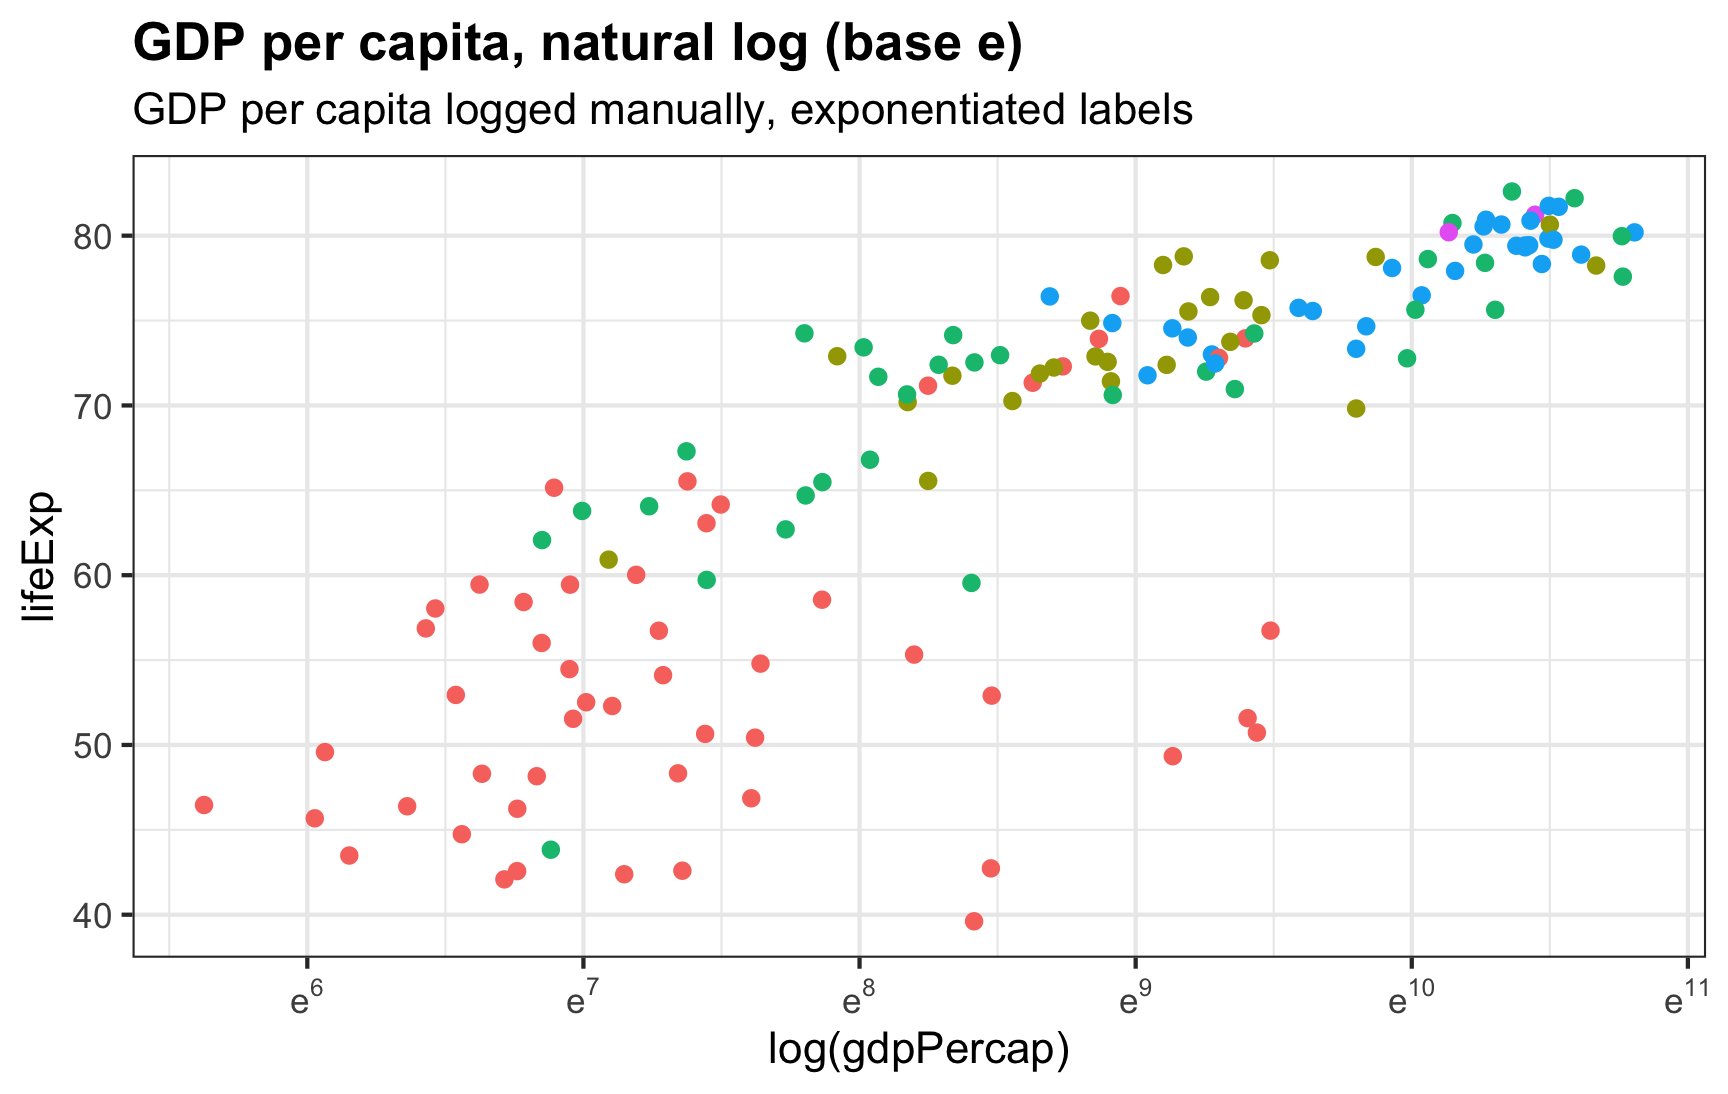 GDP per capita, natural log (base e)
GDP per capita logged manually, exponentiated labels
lifeExp
80
70
60
50
40
e⁶ e⁷ e⁸ e⁹ e¹⁰ e¹¹
log(gdpPercap)